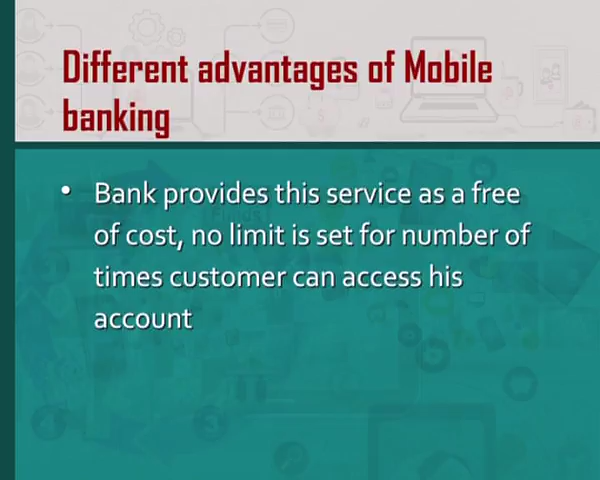 Different advantages of Mobile
banking
• Bank provides this service as a free
of cost, no limit is set for number of
times customer can access his
account